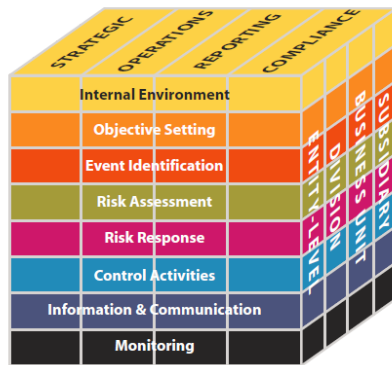 STRATEGIC
OPERATIONS
REPORTING
COMPLIANCE
Internal Environment
Objective Setting
Event Identification
Risk Assessment
Risk Response
Control Activities
Information & Communication
Monitoring
ENTITY-LEVEL
DIVISION
BUSINESS UNIT
SUBSIDIARY